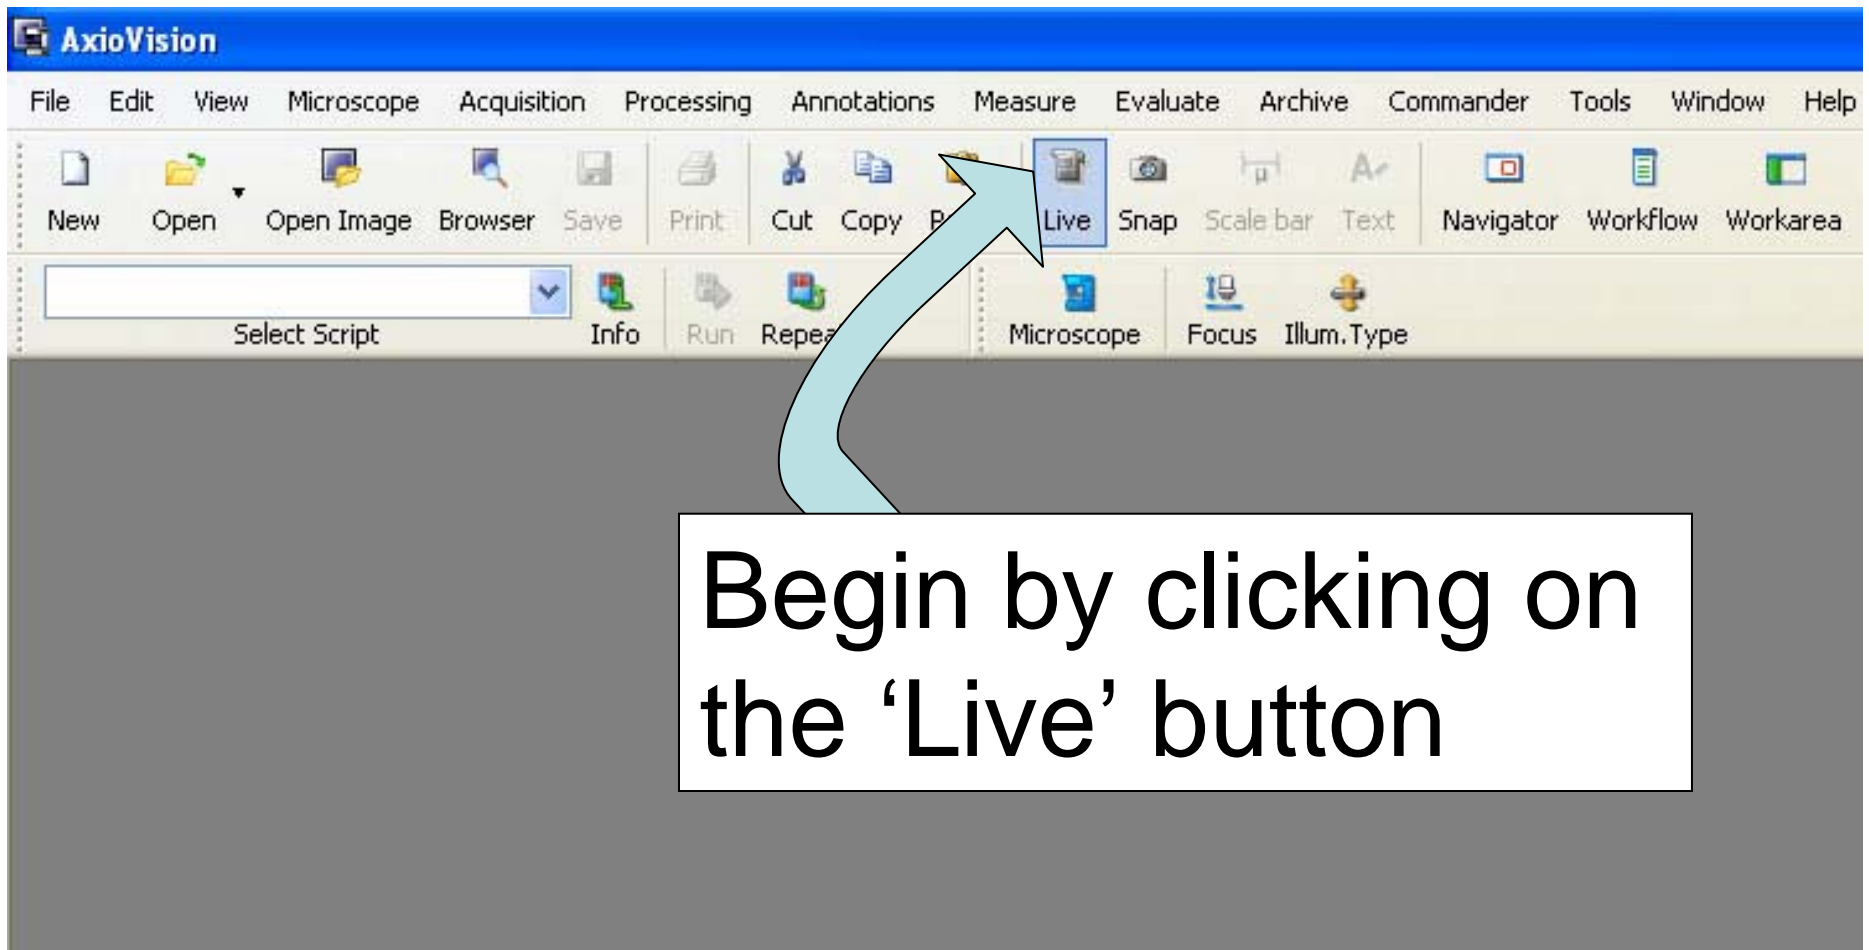 AxioVision
File Edit View Microscope Acquisition Processing Annotations Measure Evaluate Archive Commander Tools Window Help
New Open Open Image Browser Save Print Cut Copy Live Snap Scale bar Text Navigator Workflow Workarea
Select Script Info Run Microscope Focus Illum.Type
Begin by clicking on
the ‘Live’ button